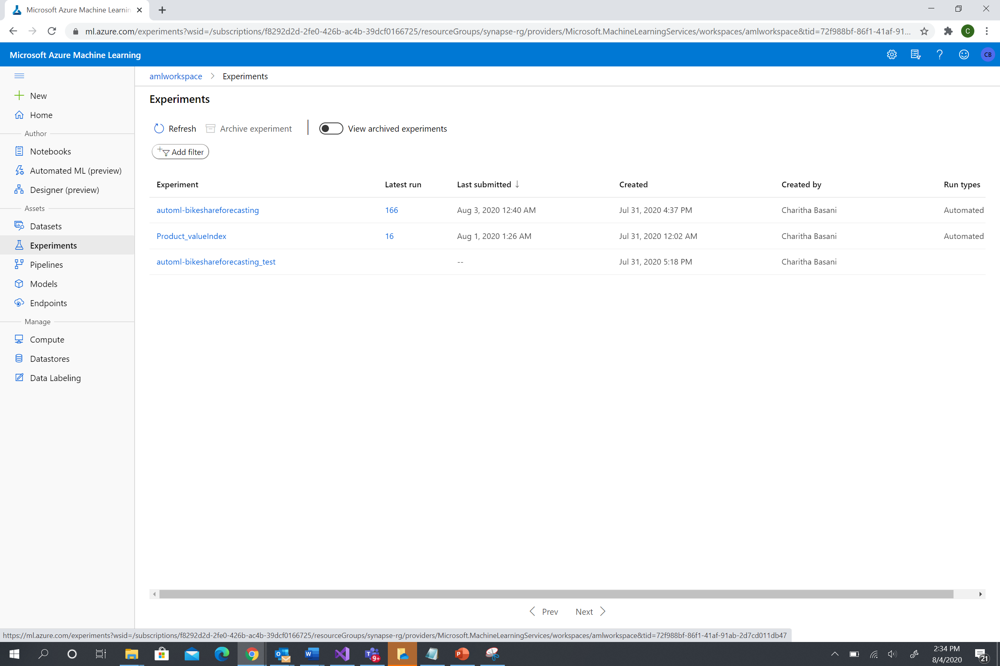 Microsoft Azure Machine Learnin
ml.azure.com/experiments?wsid=/subscriptions/f8292d2d-2fe0-426b-ac4b-39dcf0166725/resourceGroups/synapse-rg/providers/Microsoft.MachineLearningServices/workspaces/amlworkspace&tid=72f988bf-86f1-41af-91...
C
Microsoft Azure Machine Learning
CB
New
Home
Author
Notebooks
Automated ML (preview)
Designer (preview)
Assets
Datasets
Experiments
Pipelines
Models
Endpoints
Manage
Compute
Datastores
Data Labeling
amlworkspace > Experiments
Experiments
Refresh Archive experiment View archived experiments
Add filter
Experiment Latest run Last submitted Created Created by Run types
automl-bikeshareforecasting 166 Aug 3, 2020 12:40 AM Jul 31, 2020 4:37 PM Charitha Basani Automated
Product_valueIndex 16 Aug 1, 2020 1:26 AM Jul 31, 2020 12:02 AM Charitha Basani Automated
automl-bikeshareforecasting_test -- Jul 31, 2020 5:18 PM Charitha Basani
Prev Next
https://ml.azure.com/experiments?wsid=/subscriptions/f8292d2d-2fe0-426b-ac4b-39dcf0166725/resourceGroups/synapse-rg/providers/Microsoft.MachineLearningServices/workspaces/amlworkspace&tid=72f988bf-86f1-41af-91ab-2d7cd011db47
9+
2:34 PM
8/4/2020
21